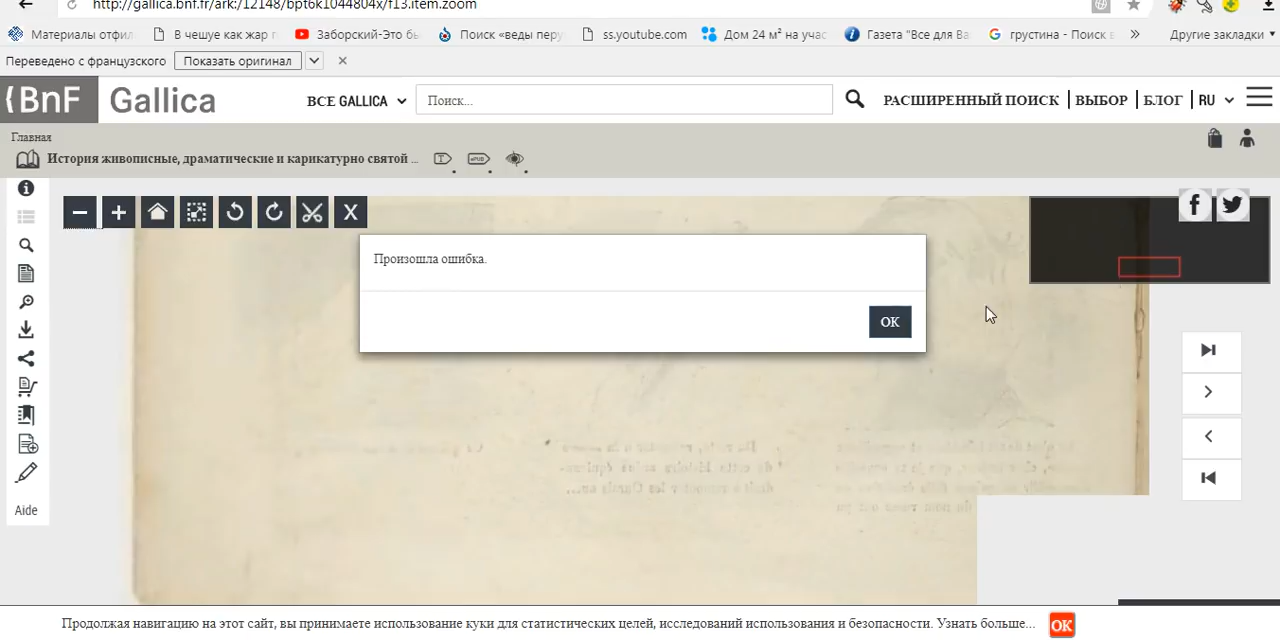 http://gallica.bnf.fr/ark:/12148/bpt6k1044804x/f13.item.zoom
Материалы отфил В чешуе как жар г Заборский-Это бы Поиск «веды перу ss.youtube.com Дом 24 м² на учас Газета "Все для Ва грустина - Поиск в » Другие закладки
Переведено с французского Показать оригинал
BnF Gallica ВСЕ GALLICA Поиск... РАСШИРЕННЫЙ ПОИСК ВЫБОР БЛОГ RU
Главная
История живописные, драматические и карикатурно святой ...
Произошла ошибка.
OK
Aide
Продолжая навигацию на этот сайт, вы принимаете использование куки для статистических целей, исследований использования и безопасности. Узнать больше... OK